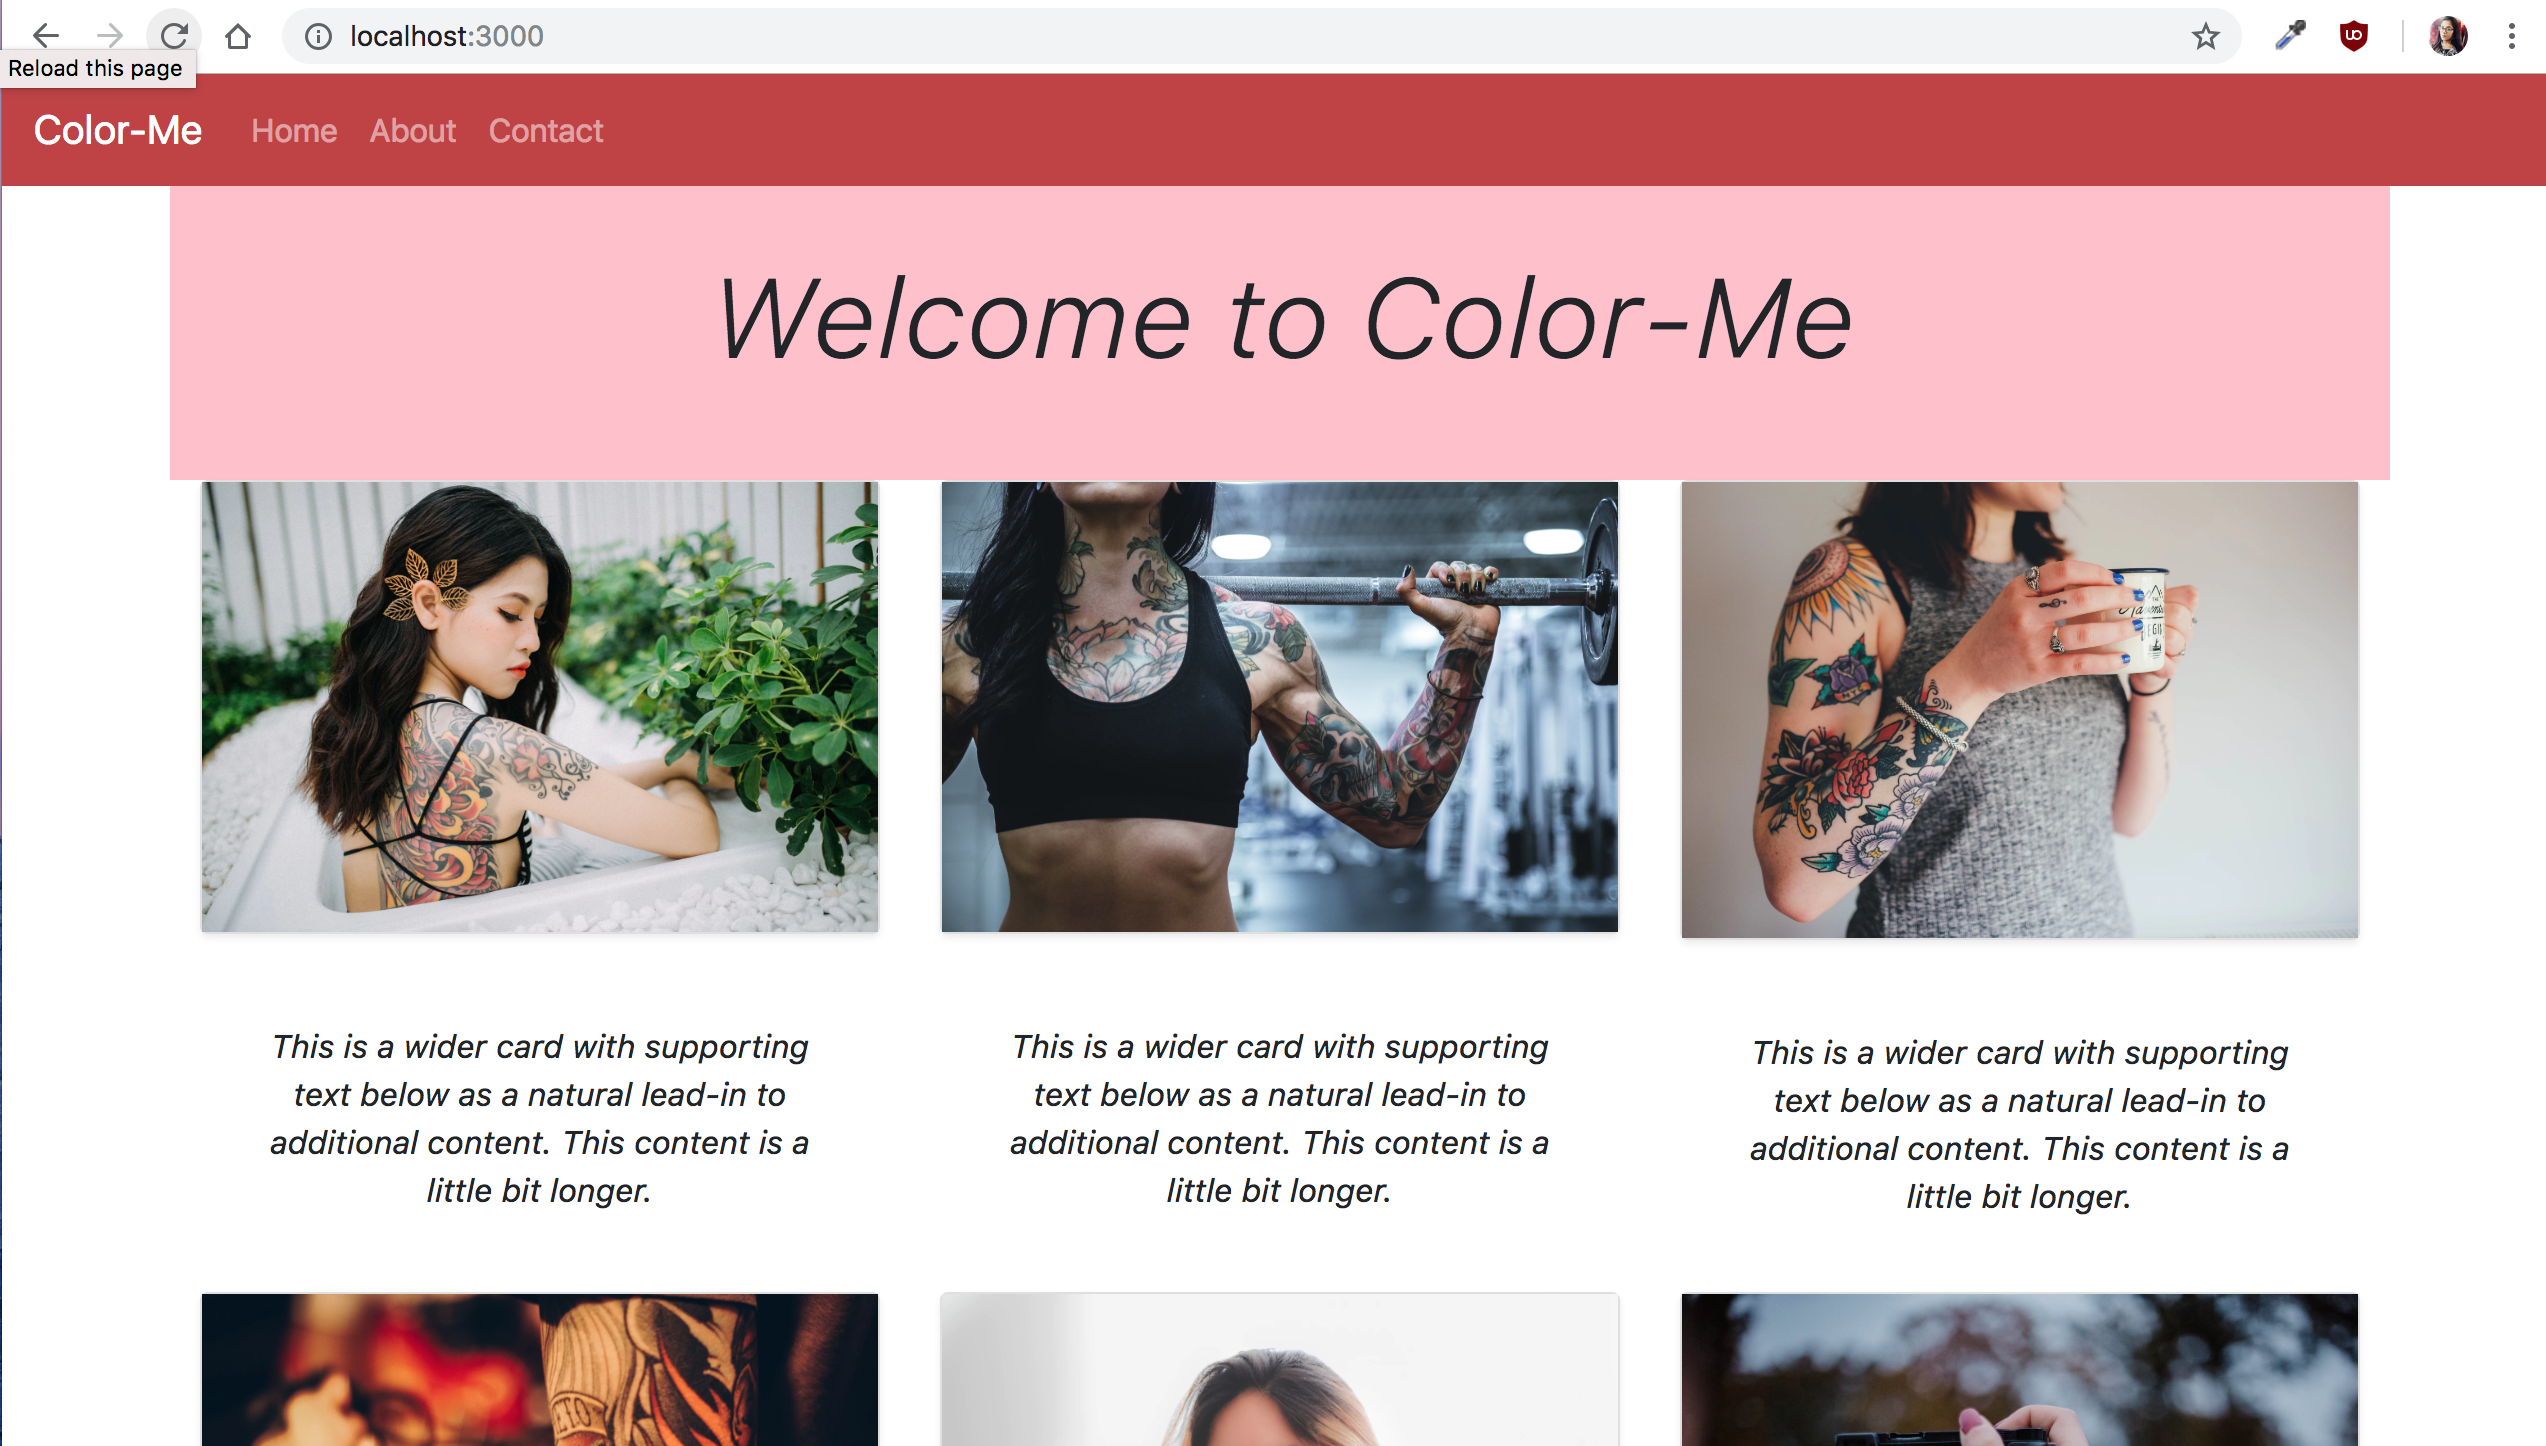 localhost:3000
Reload this page
Color-Me Home About Contact
Welcome to Color-Me
NYC
BEGIN
This is a wider card with supporting
text below as a natural lead-in to
additional content. This content is a
little bit longer.
This is a wider card with supporting
text below as a natural lead-in to
additional content. This content is a
little bit longer.
This is a wider card with supporting
text below as a natural lead-in to
additional content. This content is a
little bit longer.